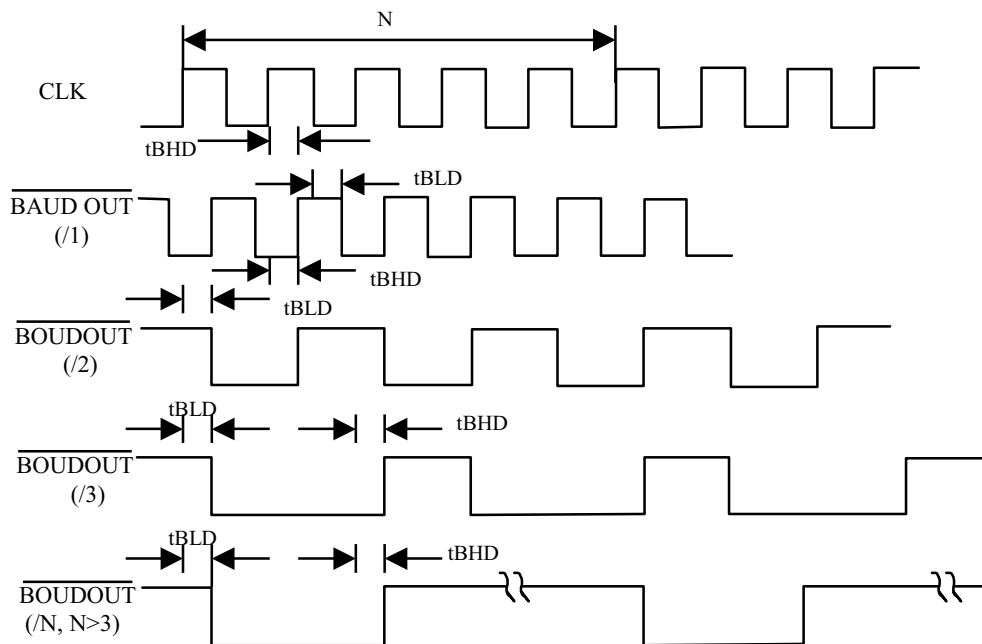 N
CLK
tBHD
tBLD
BAUD OUT
(/1)
tBHD
tBLD
BOUDOUT
(/2)
tBLD
tBHD
BOUDOUT
(/3)
tBLD
tBHD
BOUDOUT
(/N, N>3)